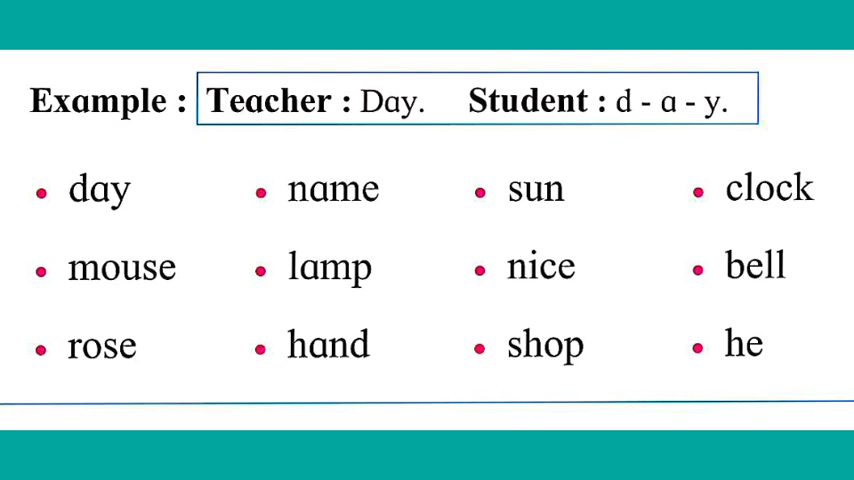 Example : Teacher : Day. Student : d - a - y.
• day • name • sun • clock
• mouse • lamp • nice • bell
• rose • hand • shop • he